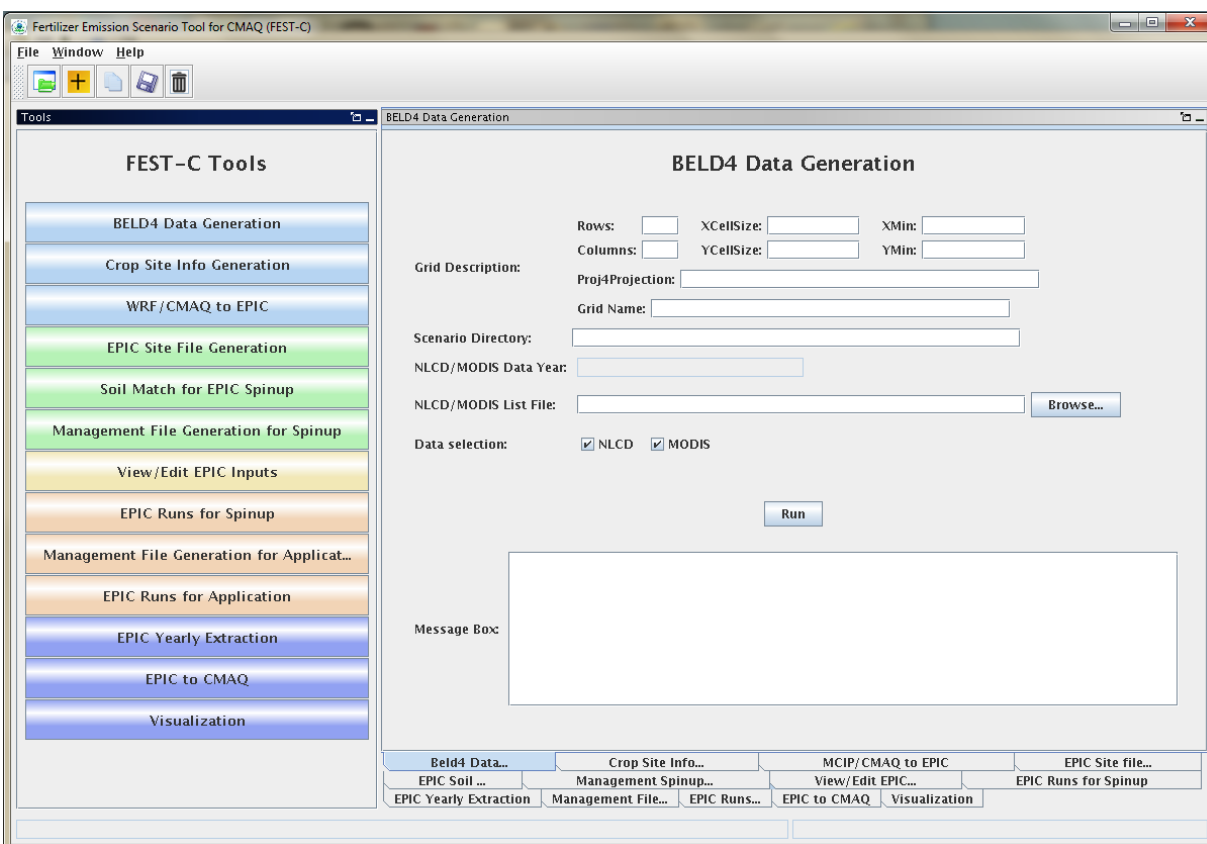 Fertilizer Emission Scenario Tool for CMAQ (FEST-C)
File Window Help
Tools
FEST-C Tools
BELD4 Data Generation
Crop Site Info Generation
WRF/CMAQ to EPIC
EPIC Site File Generation
Soil Match for EPIC Spinup
Management File Generation for Spinup
View/Edit EPIC Inputs
EPIC Runs for Spinup
Management File Generation for Applicat...
EPIC Runs for Application
EPIC Yearly Extraction
EPIC to CMAQ
Visualization
BELD4 Data Generation
BELD4 Data Generation
Grid Description:
Rows: XCellSize: XMin:
Columns: YCellSize: YMin:
Proj4Projection:
Grid Name:
Scenario Directory:
NLCD/MODIS Data Year:
NLCD/MODIS List File: Browse...
Data selection: NLCD MODIS
Run
Message Box:
Beld4 Data... Crop Site Info... MCIP/CMAQ to EPIC EPIC Site file...
EPIC Soil ... Management Spinup... View/Edit EPIC... EPIC Runs for Spinup
EPIC Yearly Extraction Management File... EPIC Runs... EPIC to CMAQ Visualization